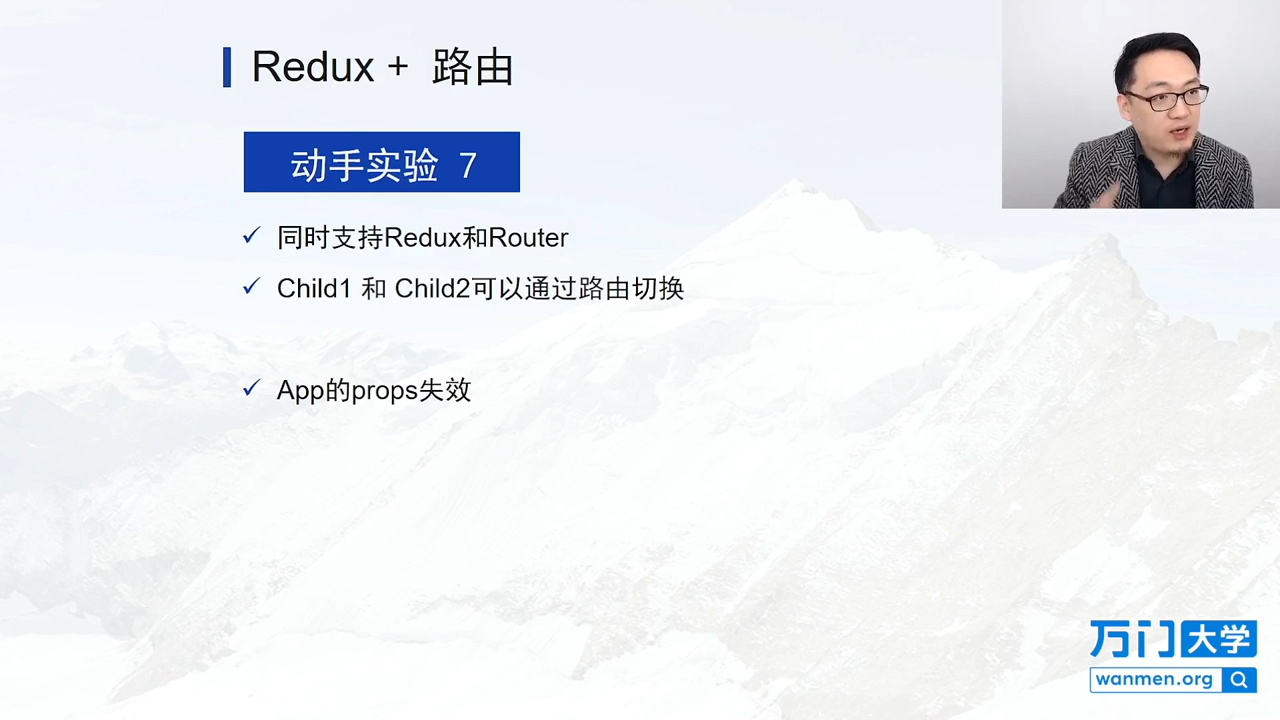 Redux + 路由
动手实验 7
✓ 同时支持Redux和Router
✓ Child1 和 Child2可以通过路由切换
✓ App的props失效
万门大学
wanmen.org